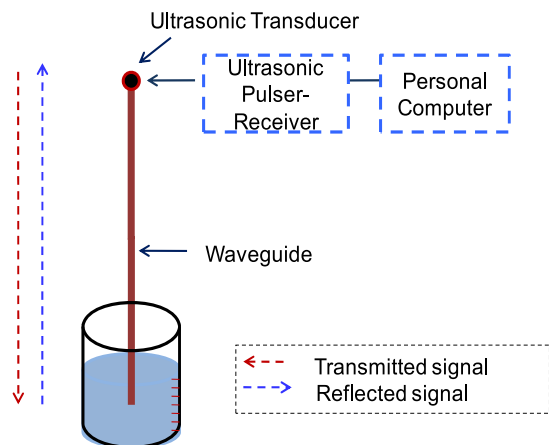 Ultrasonic Transducer
Ultrasonic
Pulser-
Receiver
Personal
Computer
Waveguide
Transmitted signal
Reflected signal